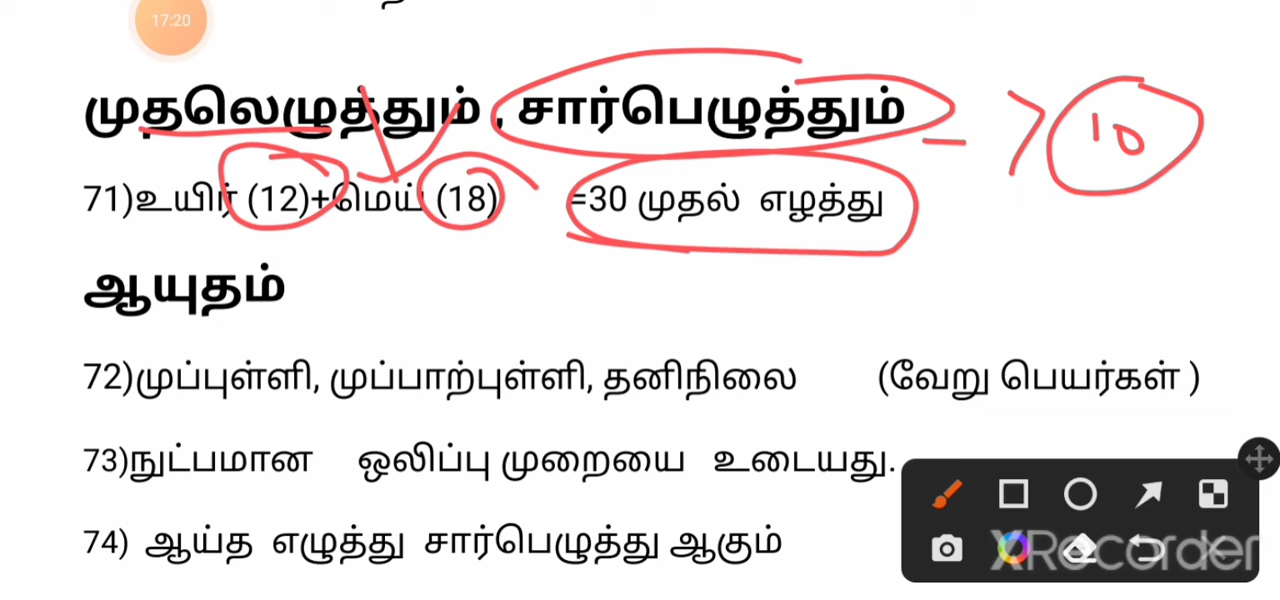 17:20
முதலெழுத்தும் , சார்பெழுத்தும் -> 10
71)உயிர் (12)+மெய் (18) =30 முதல் எழத்து
ஆயுதம்
72)முப்புள்ளி, முப்பாற்புள்ளி, தனிநிலை (வேறு பெயர்கள் )
73)நுட்பமான ஒலிப்பு முறையை உடையது.
74) ஆய்த எழுத்து சார்பெழுத்து ஆகும்
XRecorder